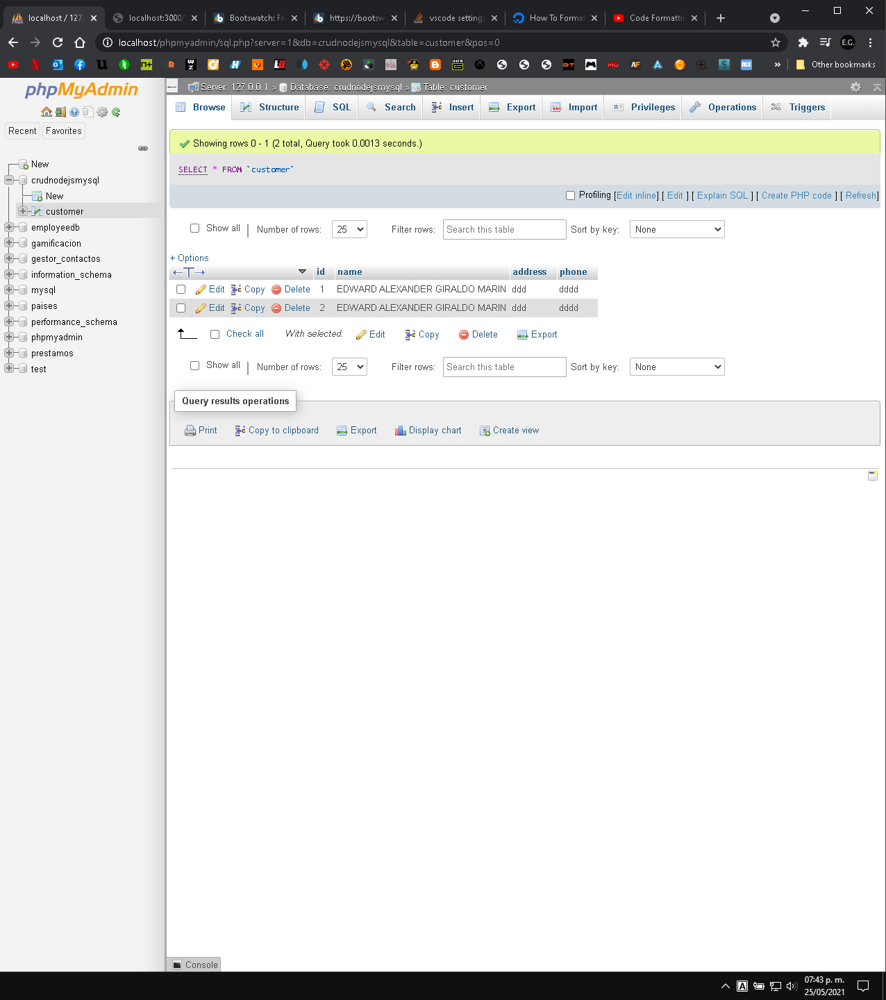 localhost / 127.
localhost:3000/
Bootswatch: Fr
https://bootsw
vscode setting
How To Format
Code Formattin
localhost/phpmyadmin/sql.php?server=1&db=crudnodejsmysql&table=customer&pos=0
E.G.
Other bookmarks
phpMyAdmin
Recent
Favorites
New
crudnodejsmysql
New
customer
employeedb
gamificacion
gestor_contactos
information_schema
mysql
paises
performance_schema
phpmyadmin
prestamos
test
Server: 127.0.0.1 » Database: crudnodejsmysql » Table: customer
Browse Structure SQL Search Insert Export Import Privileges Operations Triggers
Showing rows 0 - 1 (2 total, Query took 0.0013 seconds.)
SELECT * FROM `customer`
Profiling [Edit inline] [ Edit ] [ Explain SQL ] [ Create PHP code ] [ Refresh]
Show all Number of rows: 25 Filter rows: Search this table Sort by key: None
+ Options
id name address phone
Edit Copy Delete 1 EDWARD ALEXANDER GIRALDO MARIN ddd dddd
Edit Copy Delete 2 EDWARD ALEXANDER GIRALDO MARIN ddd dddd
Check all With selected: Edit Copy Delete Export
Show all Number of rows: 25 Filter rows: Search this table Sort by key: None
Query results operations
Print Copy to clipboard Export Display chart Create view
Console
A
07:43 p. m.
25/05/2021